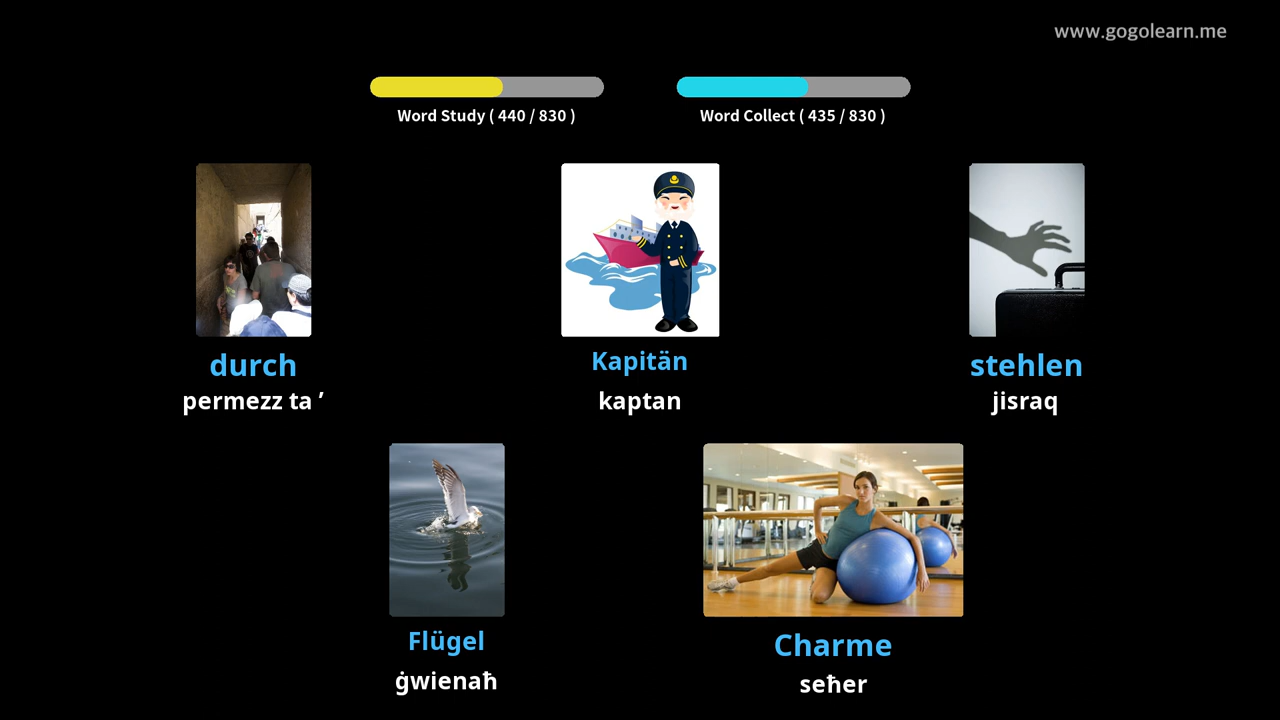 www.gogolearn.me
Word Study ( 440 / 830 )
Word Collect ( 435 / 830 )
durch
permezz ta ’
Kapitän
kaptan
stehlen
jisraq
Flügel
ġwienaħ
Charme
seħer